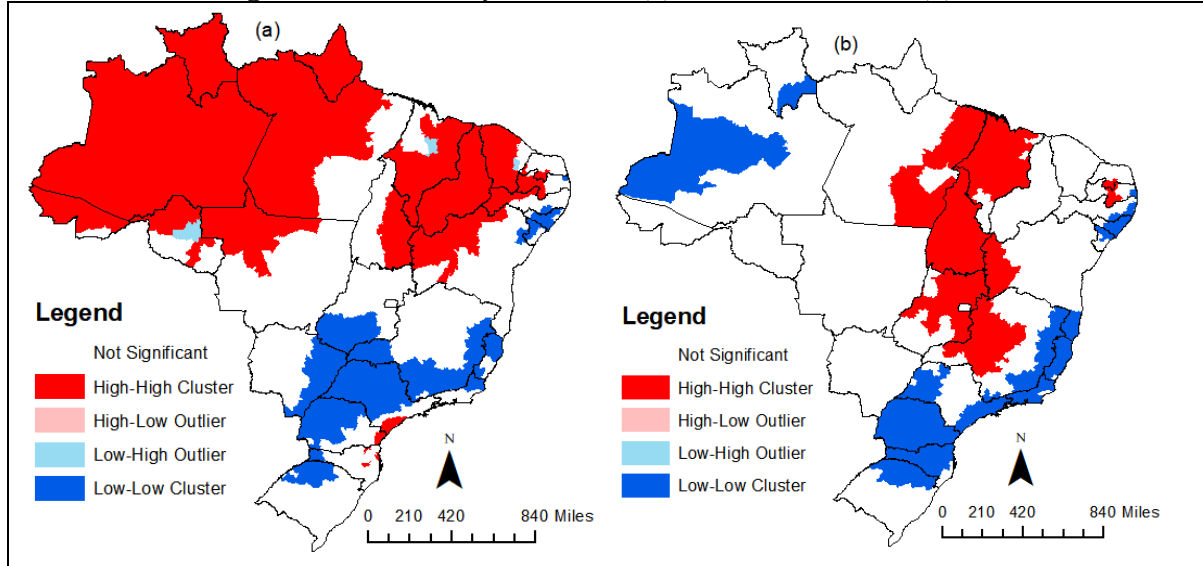 (a)
Legend
Not Significant
High-High Cluster
High-Low Outlier
Low-High Outlier
Low-Low Cluster
N
0 210 420 840 Miles
(b)
Legend
Not Significant
High-High Cluster
High-Low Outlier
Low-High Outlier
Low-Low Cluster
N
0 210 420 840 Miles